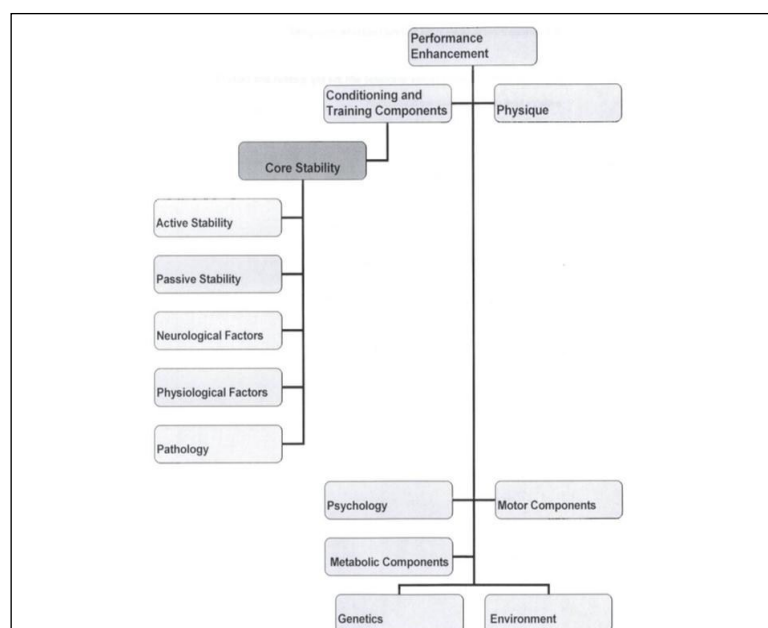 Performance
Enhancement
Conditioning and
Training Components
Physique
Core Stability
Active Stability
Passive Stability
Neurological Factors
Physiological Factors
Pathology
Psychology
Motor Components
Metabolic Components
Genetics
Environment